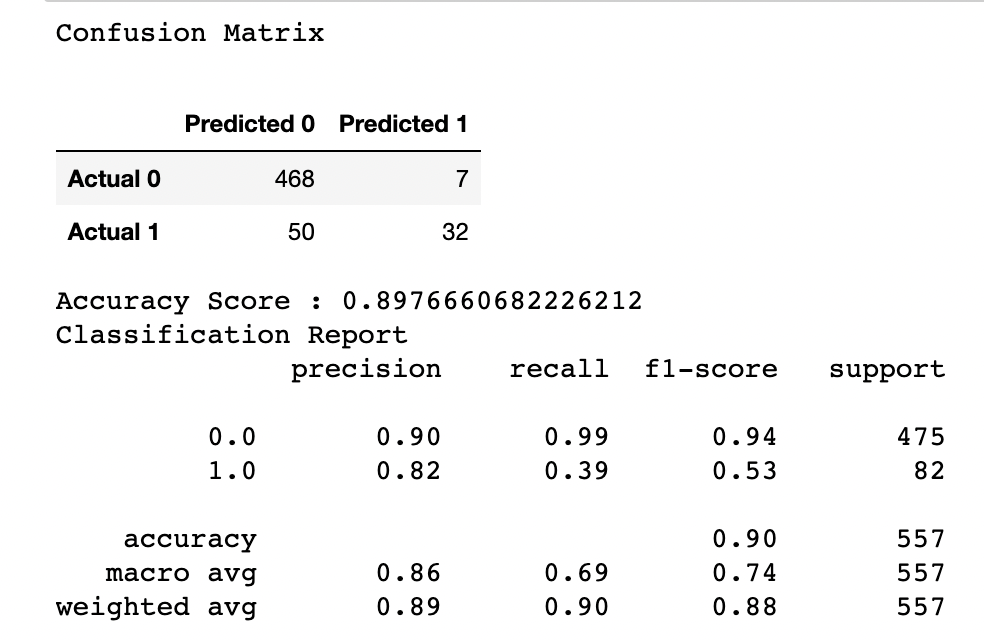 Confusion Matrix
Predicted 0 Predicted 1
Actual 0 468 7
Actual 1 50 32
Accuracy Score : 0.8976660682226212
Classification Report
precision recall f1-score support
0.0 0.90 0.99 0.94 475
1.0 0.82 0.39 0.53 82
accuracy 0.90 557
macro avg 0.86 0.69 0.74 557
weighted avg 0.89 0.90 0.88 557